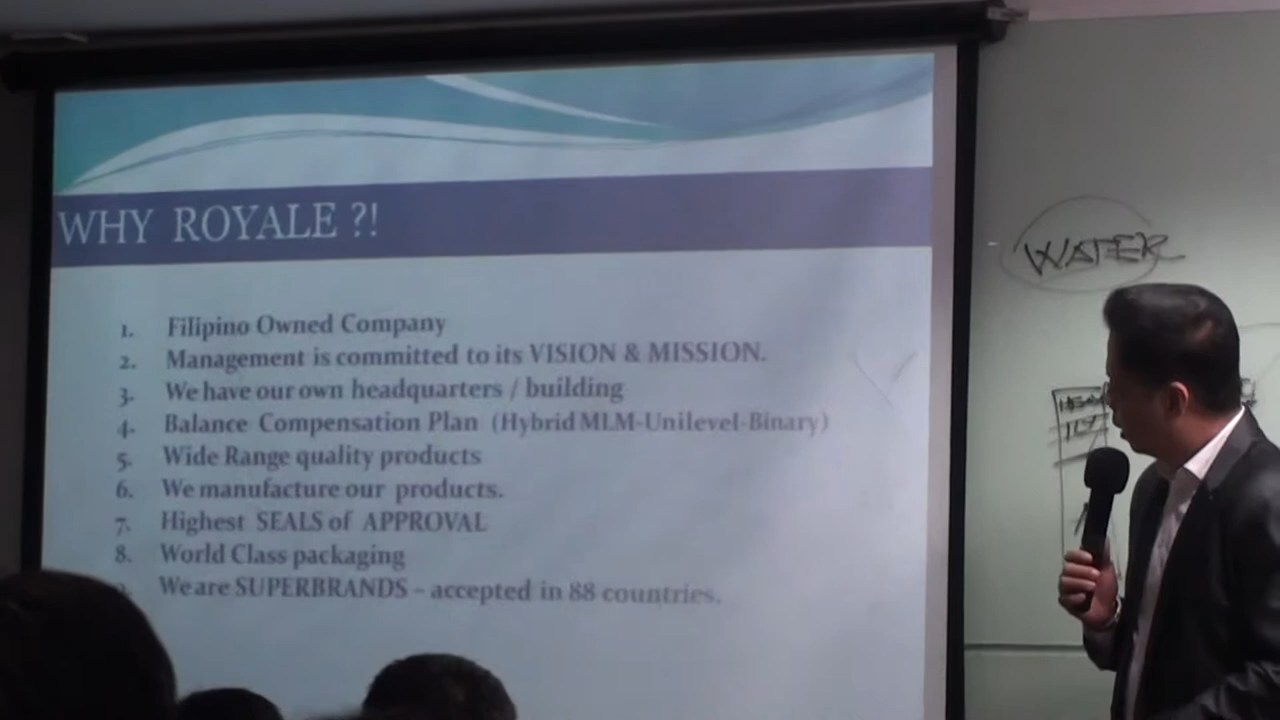 WHY ROYALE ?!
1. Filipino Owned Company
2. Management is committed to its VISION & MISSION.
3. We have our own headquarters / building
4. Balance Compensation Plan (Hybrid MLM-Unilevel-Binary)
5. Wide Range quality products
6. We manufacture our products.
7. Highest SEALS of APPROVAL
8. World Class packaging
We are SUPERBRANDS – accepted in 88 countries.
WATER